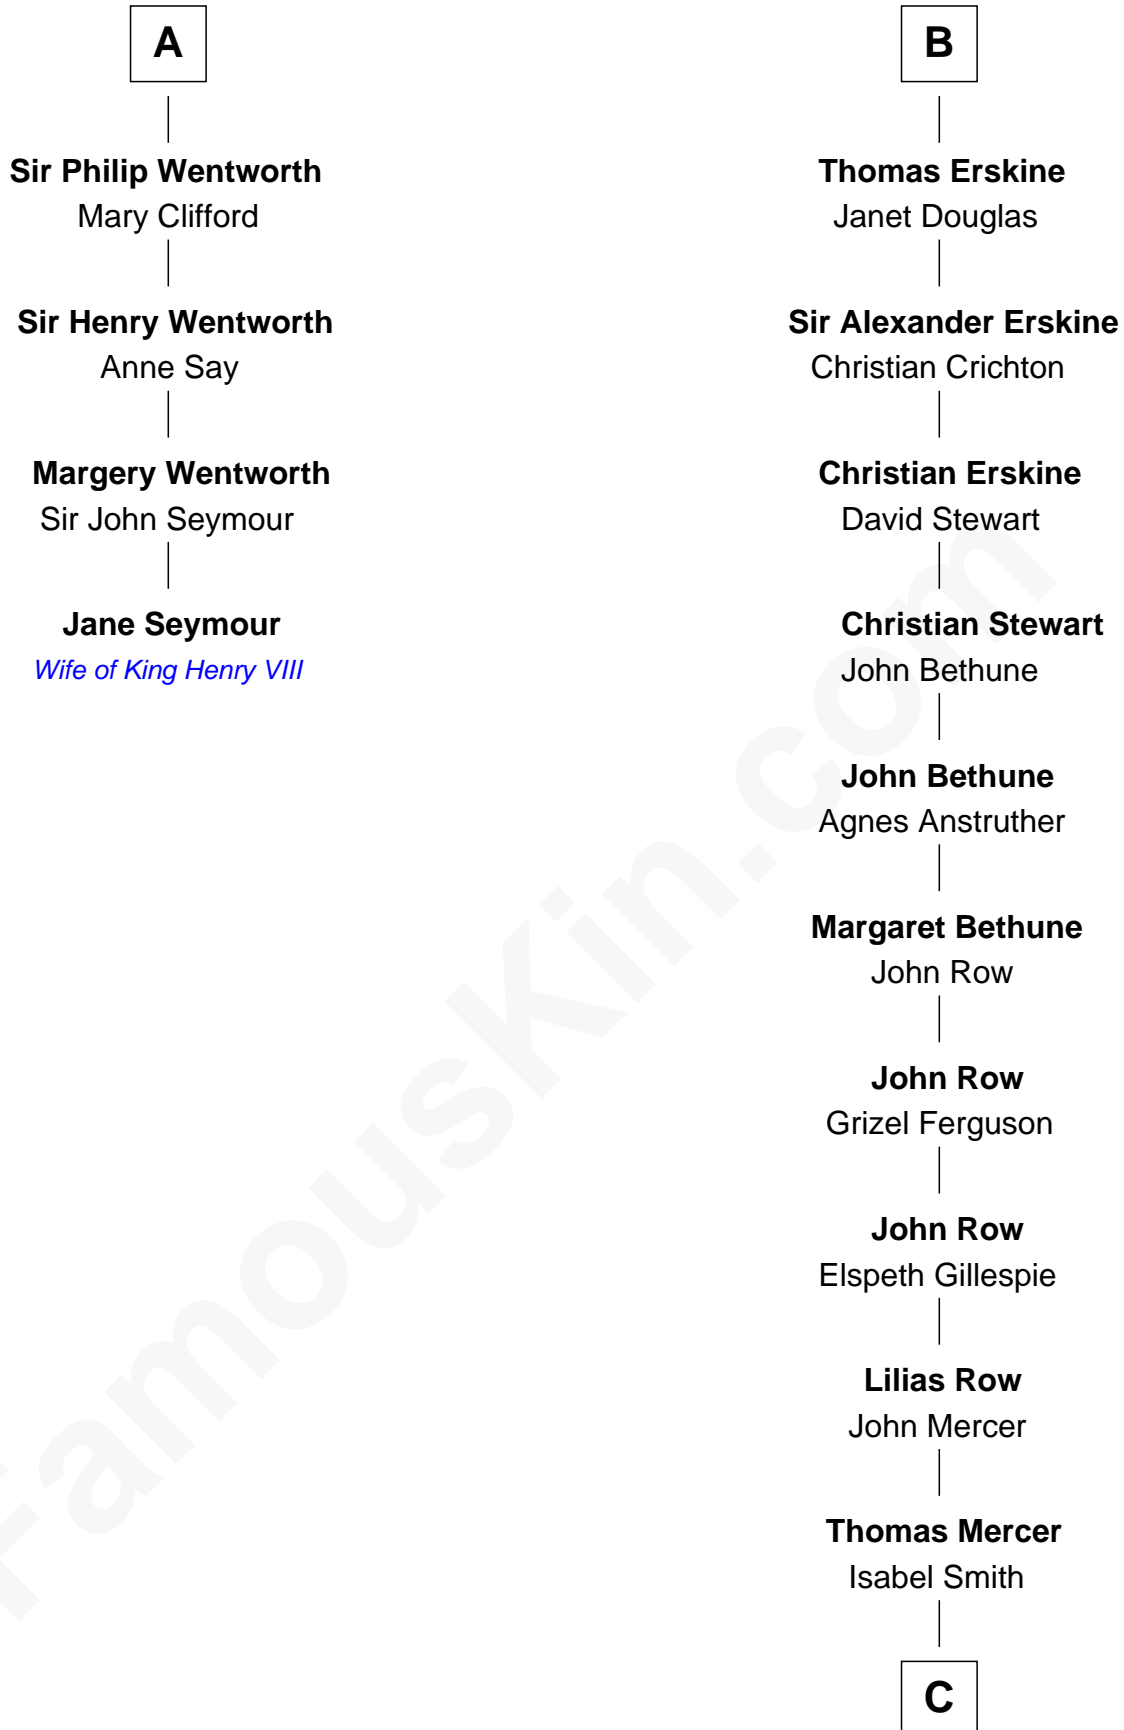 A
Sir Philip Wentworth
Mary Clifford
Sir Henry Wentworth
Anne Say
Margery Wentworth
Sir John Seymour
Jane Seymour
Wife of King Henry VIII
B
Thomas Erskine
Janet Douglas
Sir Alexander Erskine
Christian Crichton
Christian Erskine
David Stewart
Christian Stewart
John Bethune
John Bethune
Agnes Anstruther
Margaret Bethune
John Row
John Row
Grizel Ferguson
John Row
Elspeth Gillespie
Lilias Row
John Mercer
Thomas Mercer
Isabel Smith
C
FamousKin.com